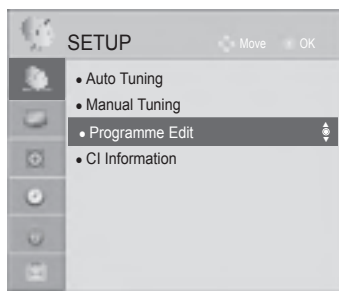 SETUP
Move OK
• Auto Tuning
• Manual Tuning
• Programme Edit
• CI Information